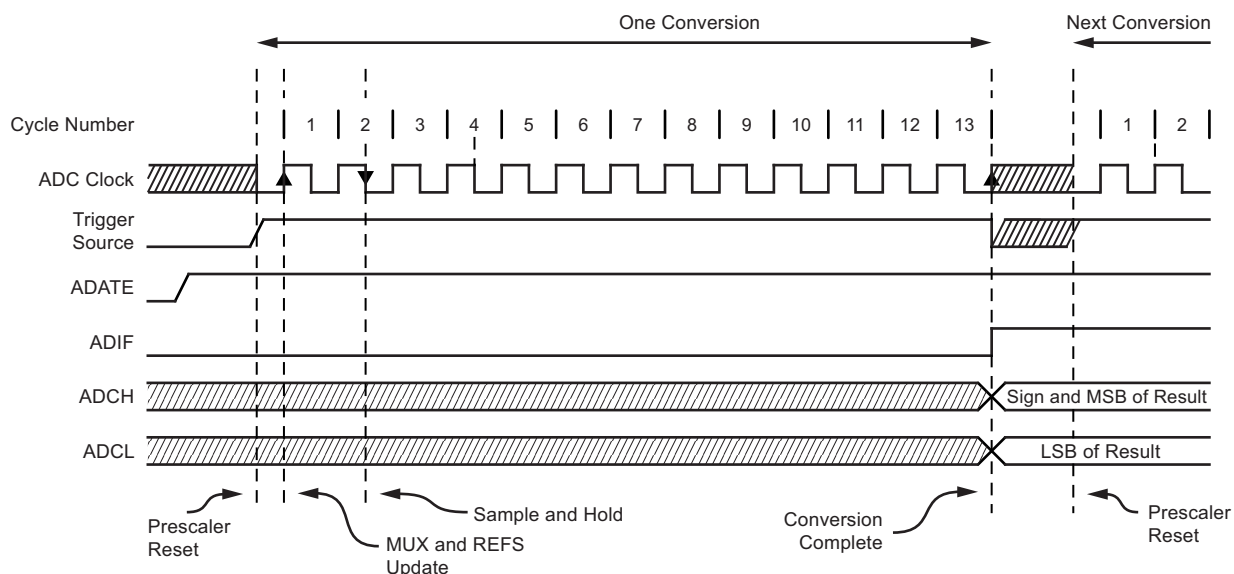 One Conversion Next Conversion
Cycle Number 1 2 3 4 5 6 7 8 9 10 11 12 13 1 2
ADC Clock
Trigger
Source
ADATE
ADIF
ADCH Sign and MSB of Result
ADCL LSB of Result
Prescaler
Reset
MUX and REFS
Update
Sample and Hold
Conversion
Complete
Prescaler
Reset